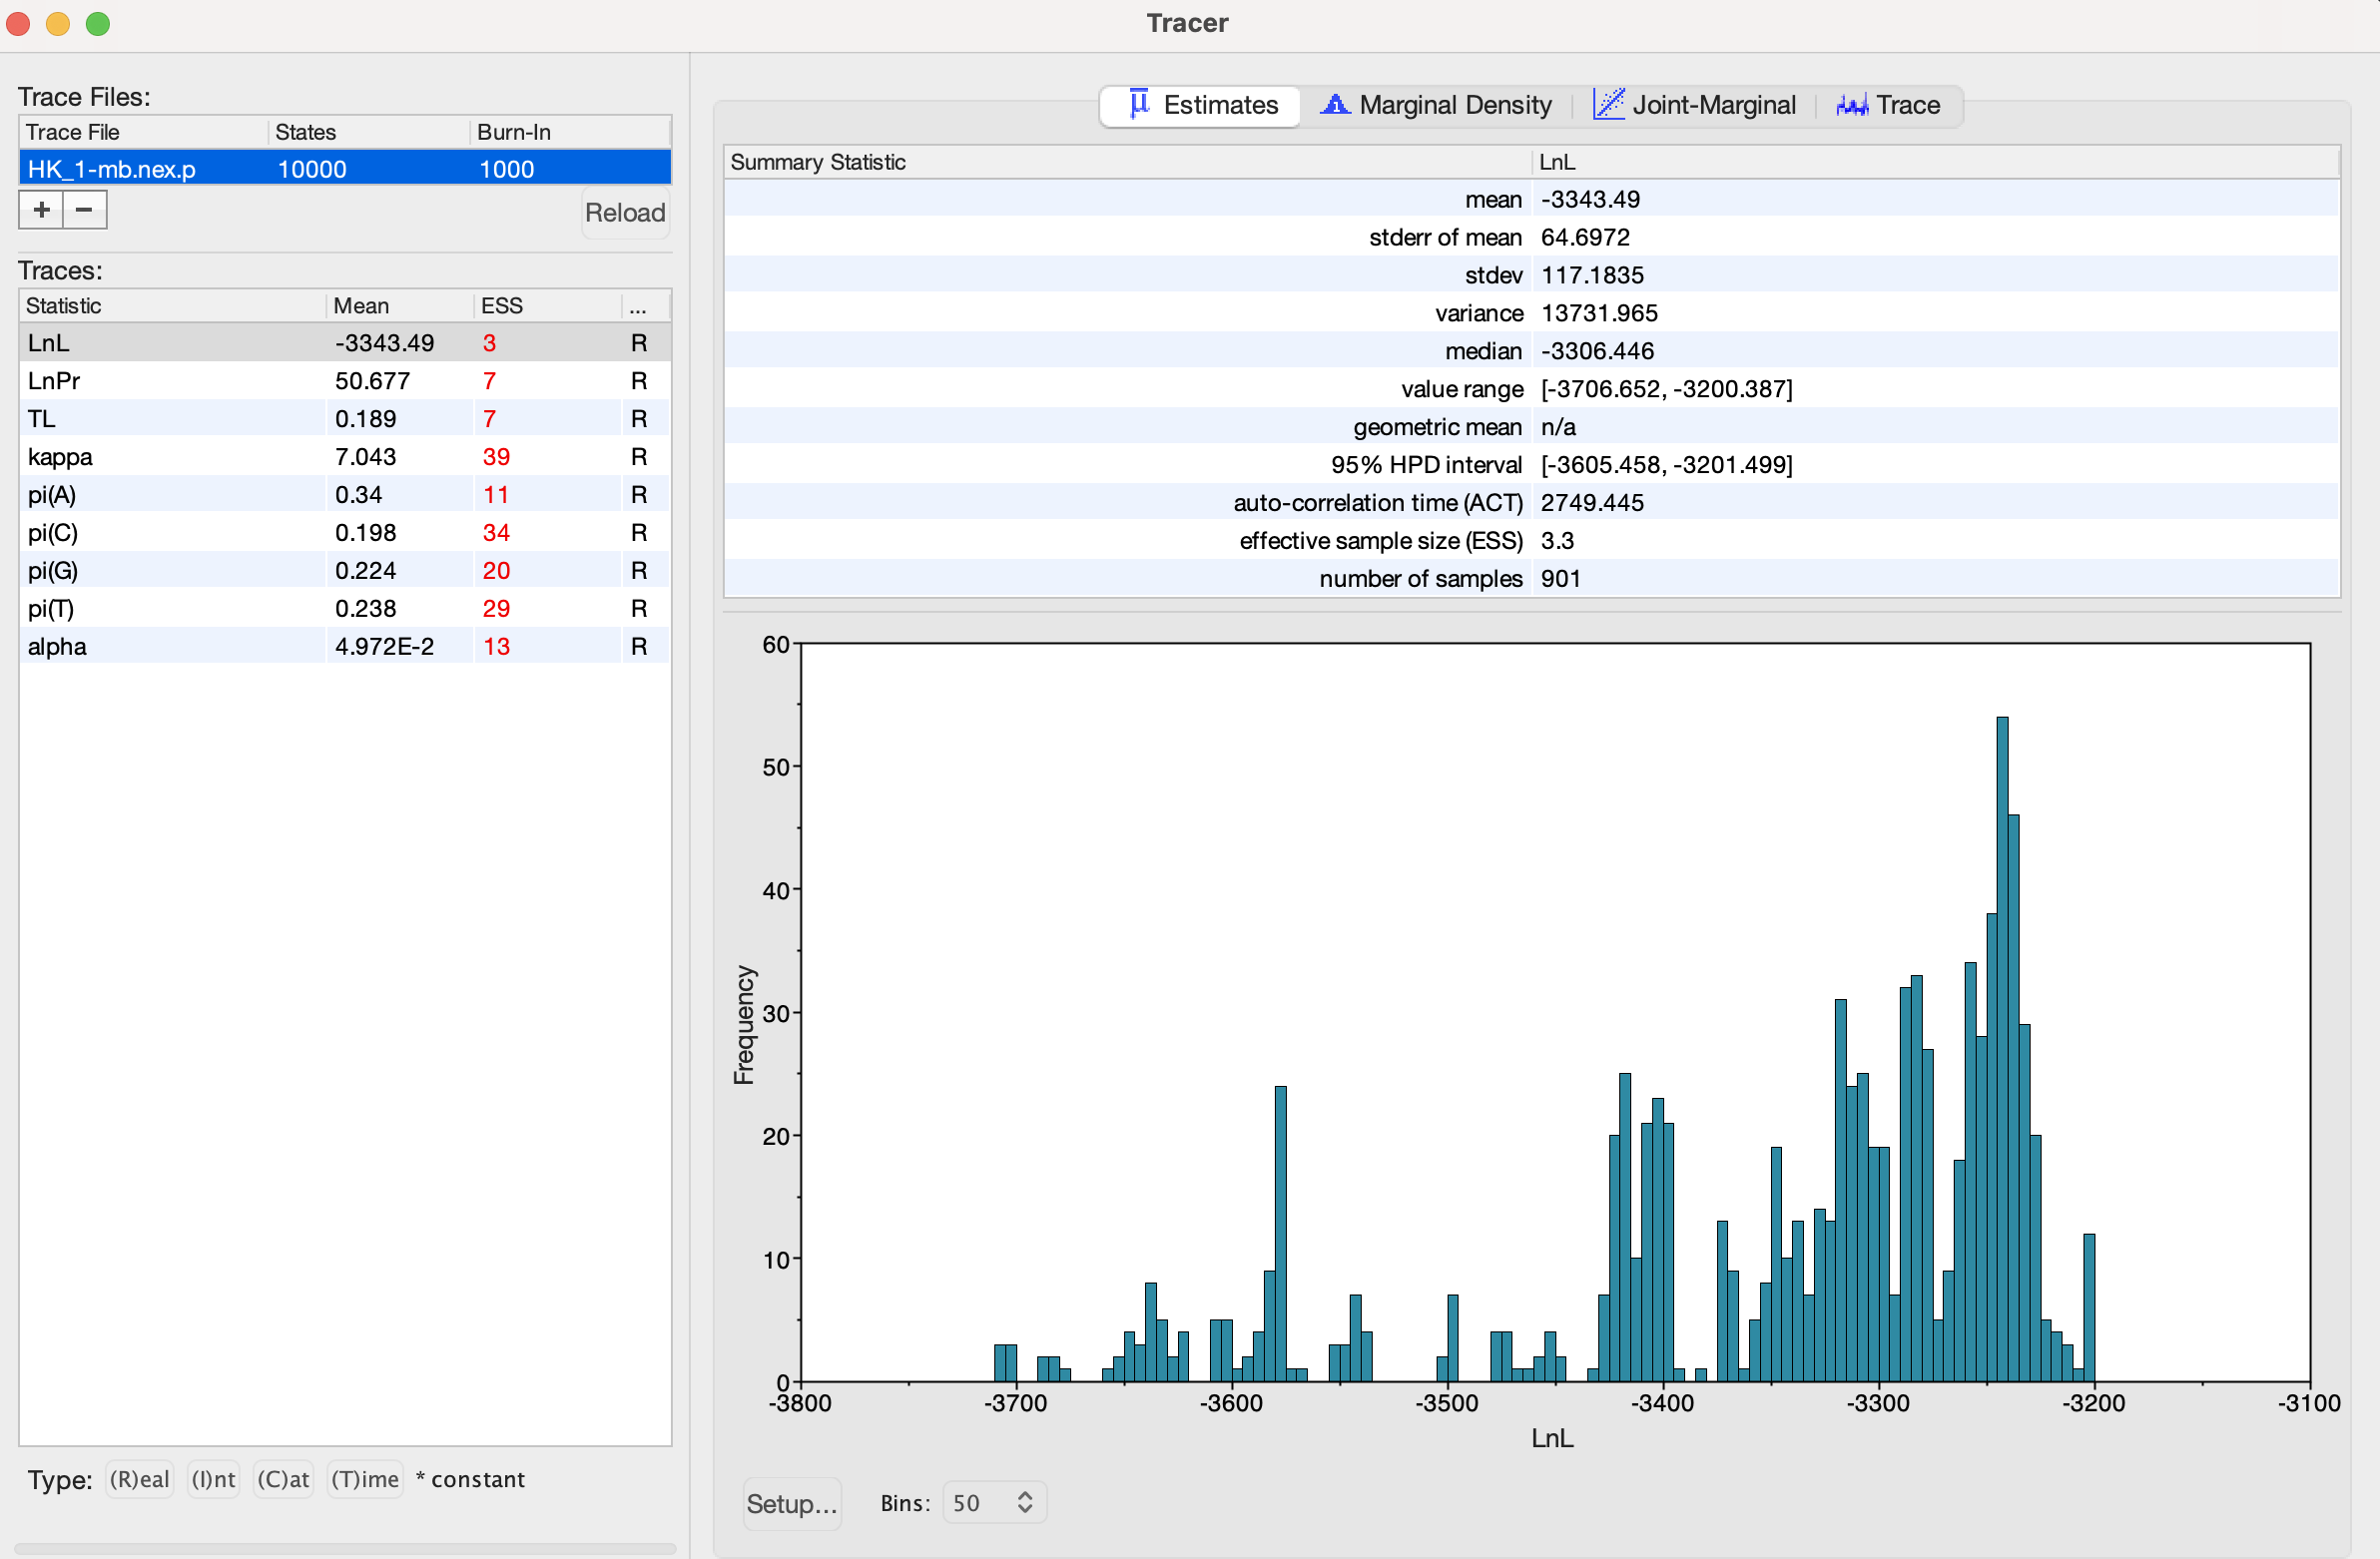 Tracer
Trace Files:
Trace File States Burn-In
HK_1-mb.nex.p 10000 1000
+ −
Reload
Traces:
Statistic Mean ESS ...
LnL -3343.49 3 R
LnPr 50.677 7 R
TL 0.189 7 R
kappa 7.043 39 R
pi(A) 0.34 11 R
pi(C) 0.198 34 R
pi(G) 0.224 20 R
pi(T) 0.238 29 R
alpha 4.972E-2 13 R
Type: (R)eal (I)nt (C)at (T)ime * constant
Estimates Marginal Density Joint-Marginal Trace
Summary Statistic LnL
mean -3343.49
stderr of mean 64.6972
stdev 117.1835
variance 13731.965
median -3306.446
value range [-3706.652, -3200.387]
geometric mean n/a
95% HPD interval [-3605.458, -3201.499]
auto-correlation time (ACT) 2749.445
effective sample size (ESS) 3.3
number of samples 901
60
50
40
30
20
10
0
Frequency
-3800 -3700 -3600 -3500 -3400 -3300 -3200 -3100
LnL
Setup... Bins: 50